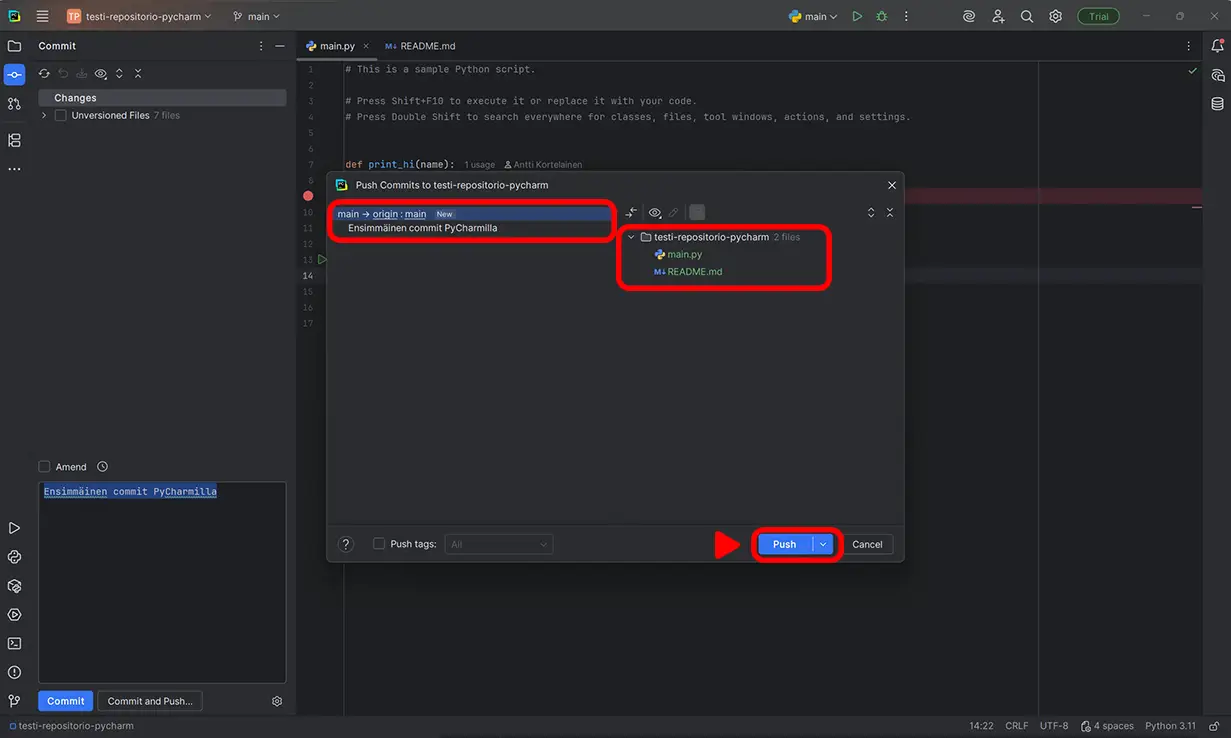 TP testi-repositorio-pycharm main main Trial
Commit
main.py
README.md
Changes
Unversioned Files 7 files
1 # This is a sample Python script.
2
3 # Press Shift+F10 to execute it or replace it with your code.
4 # Press Double Shift to search everywhere for classes, files, tool windows, actions, and settings.
5
6
7 def print_hi(name): 1 usage Antti Kortelainen
8
10
11
12
13
14
15
16
17
Push Commits to testi-repositorio-pycharm
main → origin : main New
Ensimmäinen commit PyCharmilla
testi-repositorio-pycharm 2 files
main.py
M↓ README.md
? Push tags: All
Push Cancel
Amend
Ensimmäinen commit PyCharmilla
Commit Commit and Push...
testi-repositorio-pycharm 14:22 CRLF UTF-8 4 spaces Python 3.11